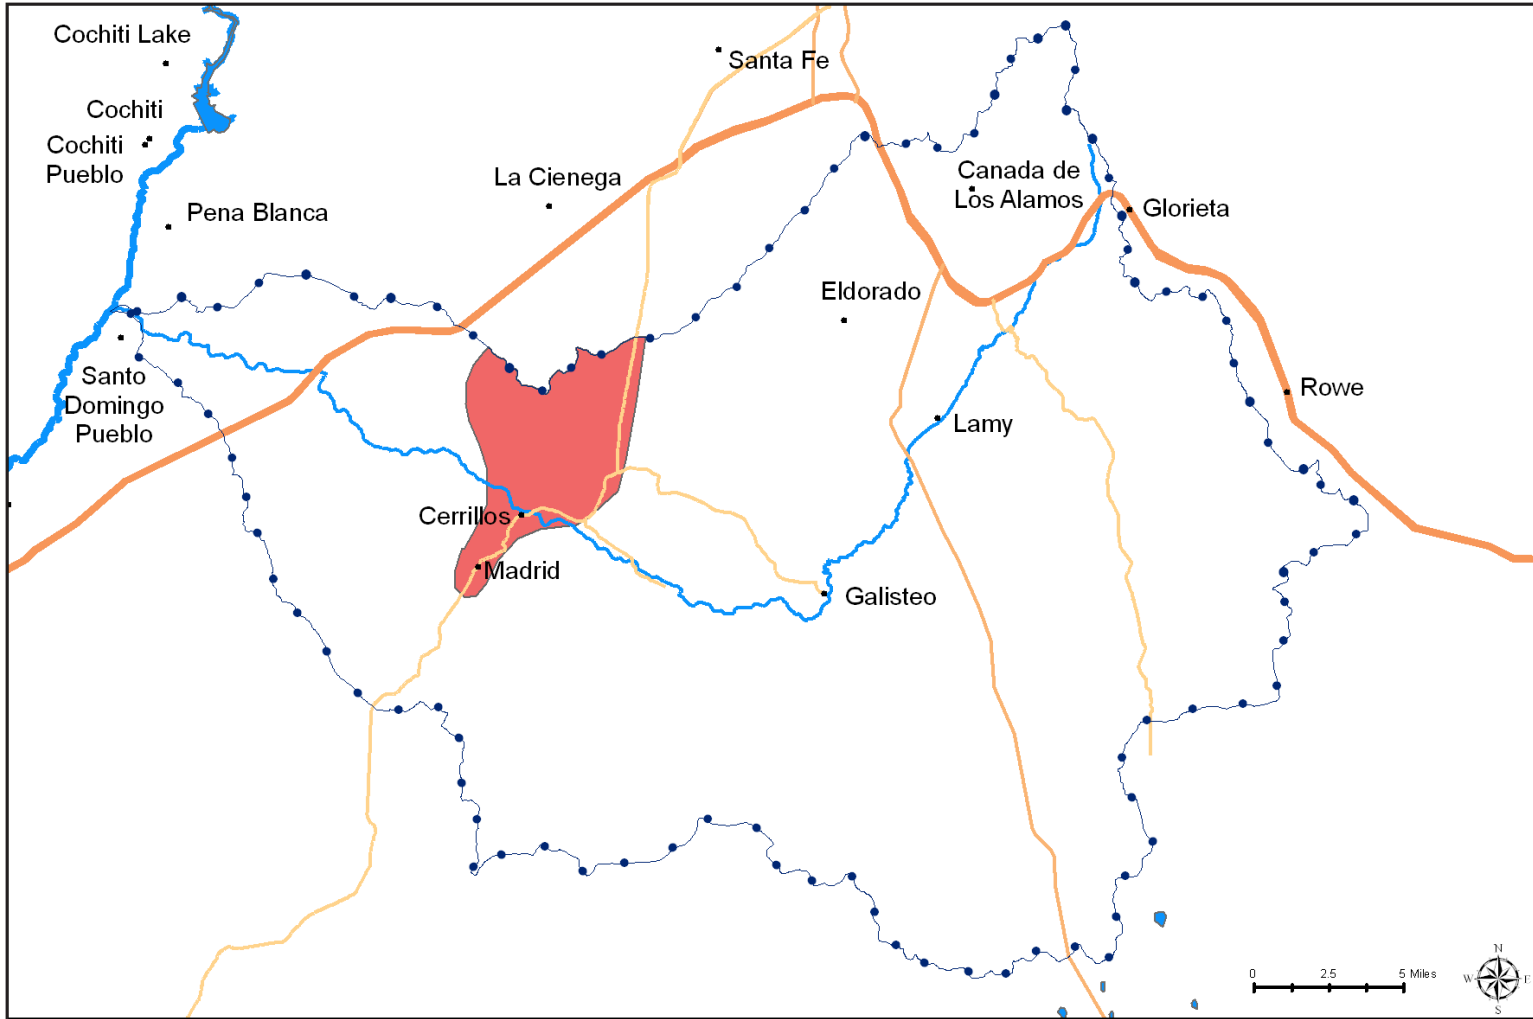 Cochiti Lake
Santa Fe
Cochiti
Cochiti
Pueblo
La Cienega
Canada de
Los Alamos
Pena Blanca
Glorieta
Eldorado
Santo
Domingo
Pueblo
Rowe
Lamy
Cerrillos
Madrid
Galisteo
N
W
E
S
0 2.5 5 Miles